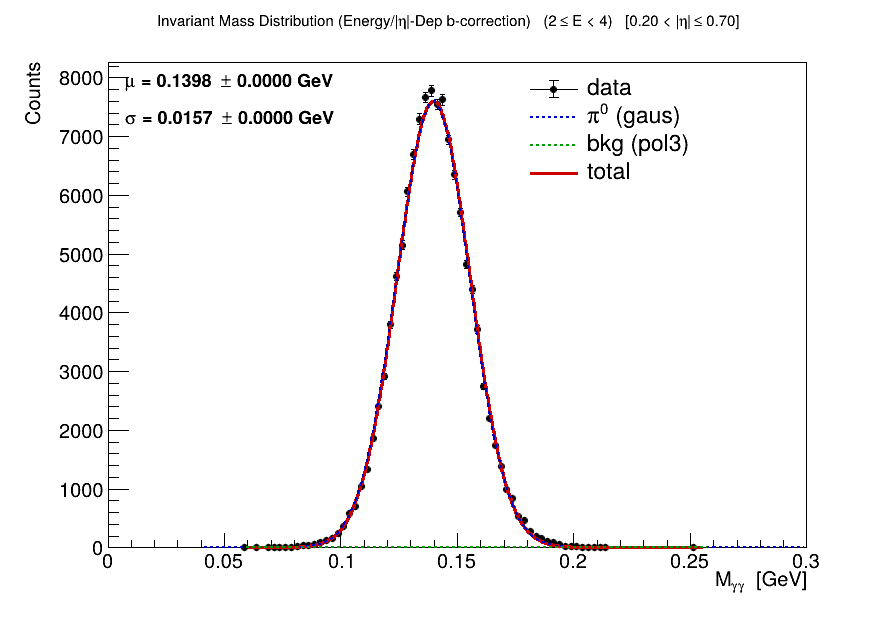 Invariant Mass Distribution (Energy/|η|-Dep b-correction) (2 ≤ E < 4) [0.20 < |η| ≤ 0.70]
Counts
μ = 0.1398 ± 0.0000 GeV
σ = 0.0157 ± 0.0000 GeV
data
π⁰ (gaus)
bkg (pol3)
total
8000
7000
6000
5000
4000
3000
2000
1000
0
0 0.05 0.1 0.15 0.2 0.25 0.3
Mγγ [GeV]